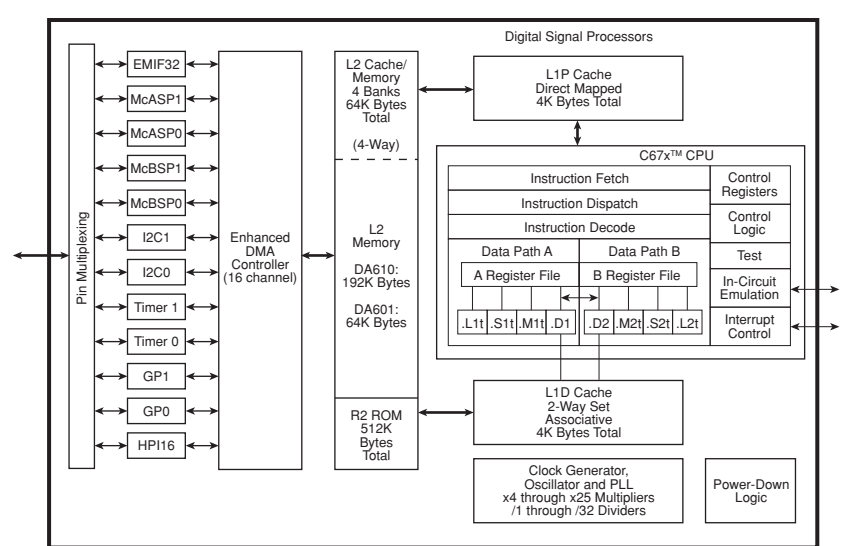 Digital Signal Processors
Pin Multiplexing
EMIF32
McASP1
McASP0
McBSP1
McBSP0
I2C1
I2C0
Timer 1
Timer 0
GP1
GP0
HPI16
Enhanced
DMA
Controller
(16 channel)
L2 Cache/
Memory
4 Banks
64K Bytes
Total
(4-Way)
L2
Memory
DA610:
192K Bytes
DA601:
64K Bytes
R2 ROM
512K
Bytes
Total
L1P Cache
Direct Mapped
4K Bytes Total
C67x™ CPU
Instruction Fetch
Instruction Dispatch
Instruction Decode
Data Path A
A Register File
.L1t .S1t .M1t .D1
Data Path B
B Register File
.D2 .M2t .S2t .L2t
Control
Registers
Control
Logic
Test
In-Circuit
Emulation
Interrupt
Control
L1D Cache
2-Way Set
Associative
4K Bytes Total
Clock Generator,
Oscillator and PLL
x4 through x25 Multipliers
/1 through /32 Dividers
Power-Down
Logic